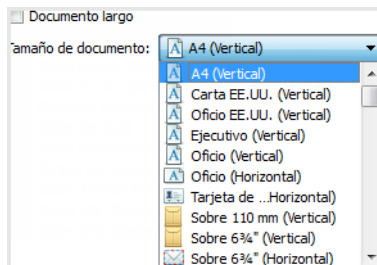 Documento largo
Tamaño de documento: A4 (Vertical)
A4 (Vertical)
Carta EE.UU. (Vertical)
Oficio EE.UU. (Vertical)
Ejecutivo (Vertical)
Oficio (Vertical)
Oficio (Horizontal)
Tarjeta de ...Horizontal)
Sobre 110 mm (Vertical)
Sobre 6¾" (Vertical)
Sobre 6¾" (Horizontal)